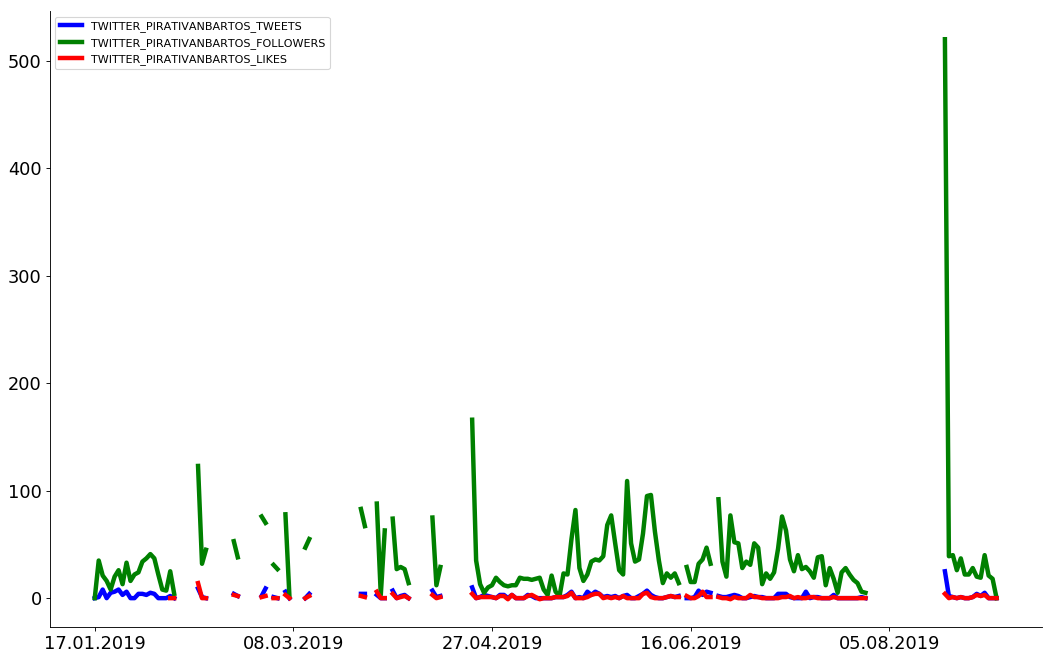 TWITTER_PIRATIVANBARTOS_TWEETS
TWITTER_PIRATIVANBARTOS_FOLLOWERS
TWITTER_PIRATIVANBARTOS_LIKES
500
400
300
200
100
0
17.01.2019 08.03.2019 27.04.2019 16.06.2019 05.08.2019